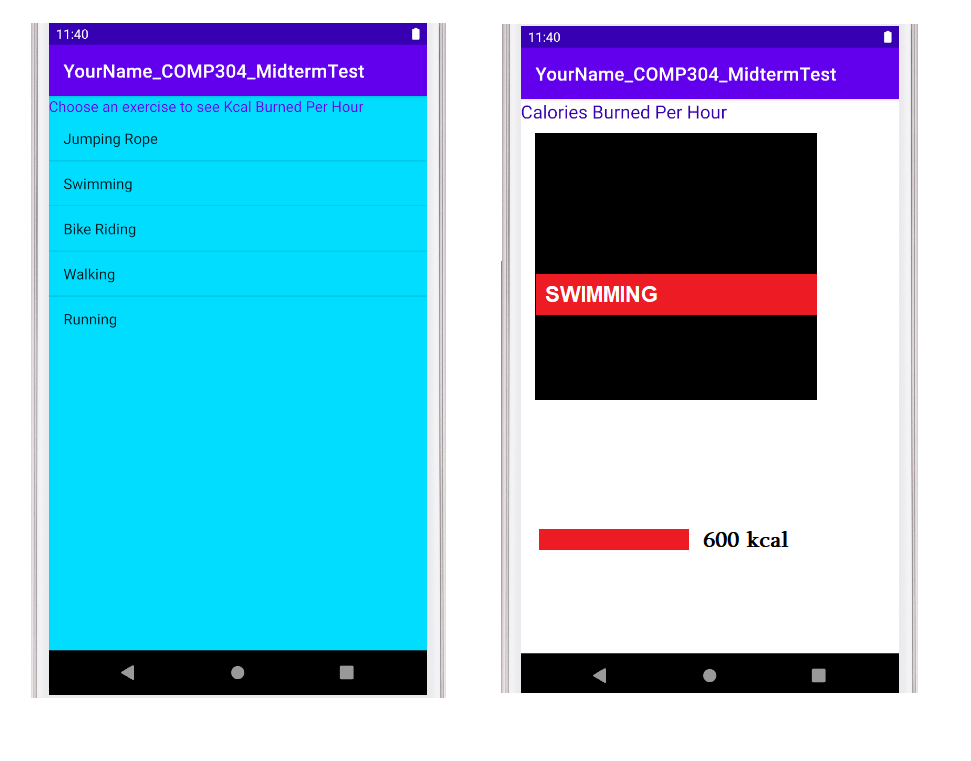 11:40
YourName_COMP304_MidtermTest
Choose an exercise to see Kcal Burned Per Hour
Jumping Rope
Swimming
Bike Riding
Walking
Running
11:40
YourName_COMP304_MidtermTest
Calories Burned Per Hour
SWIMMING
600 kcal